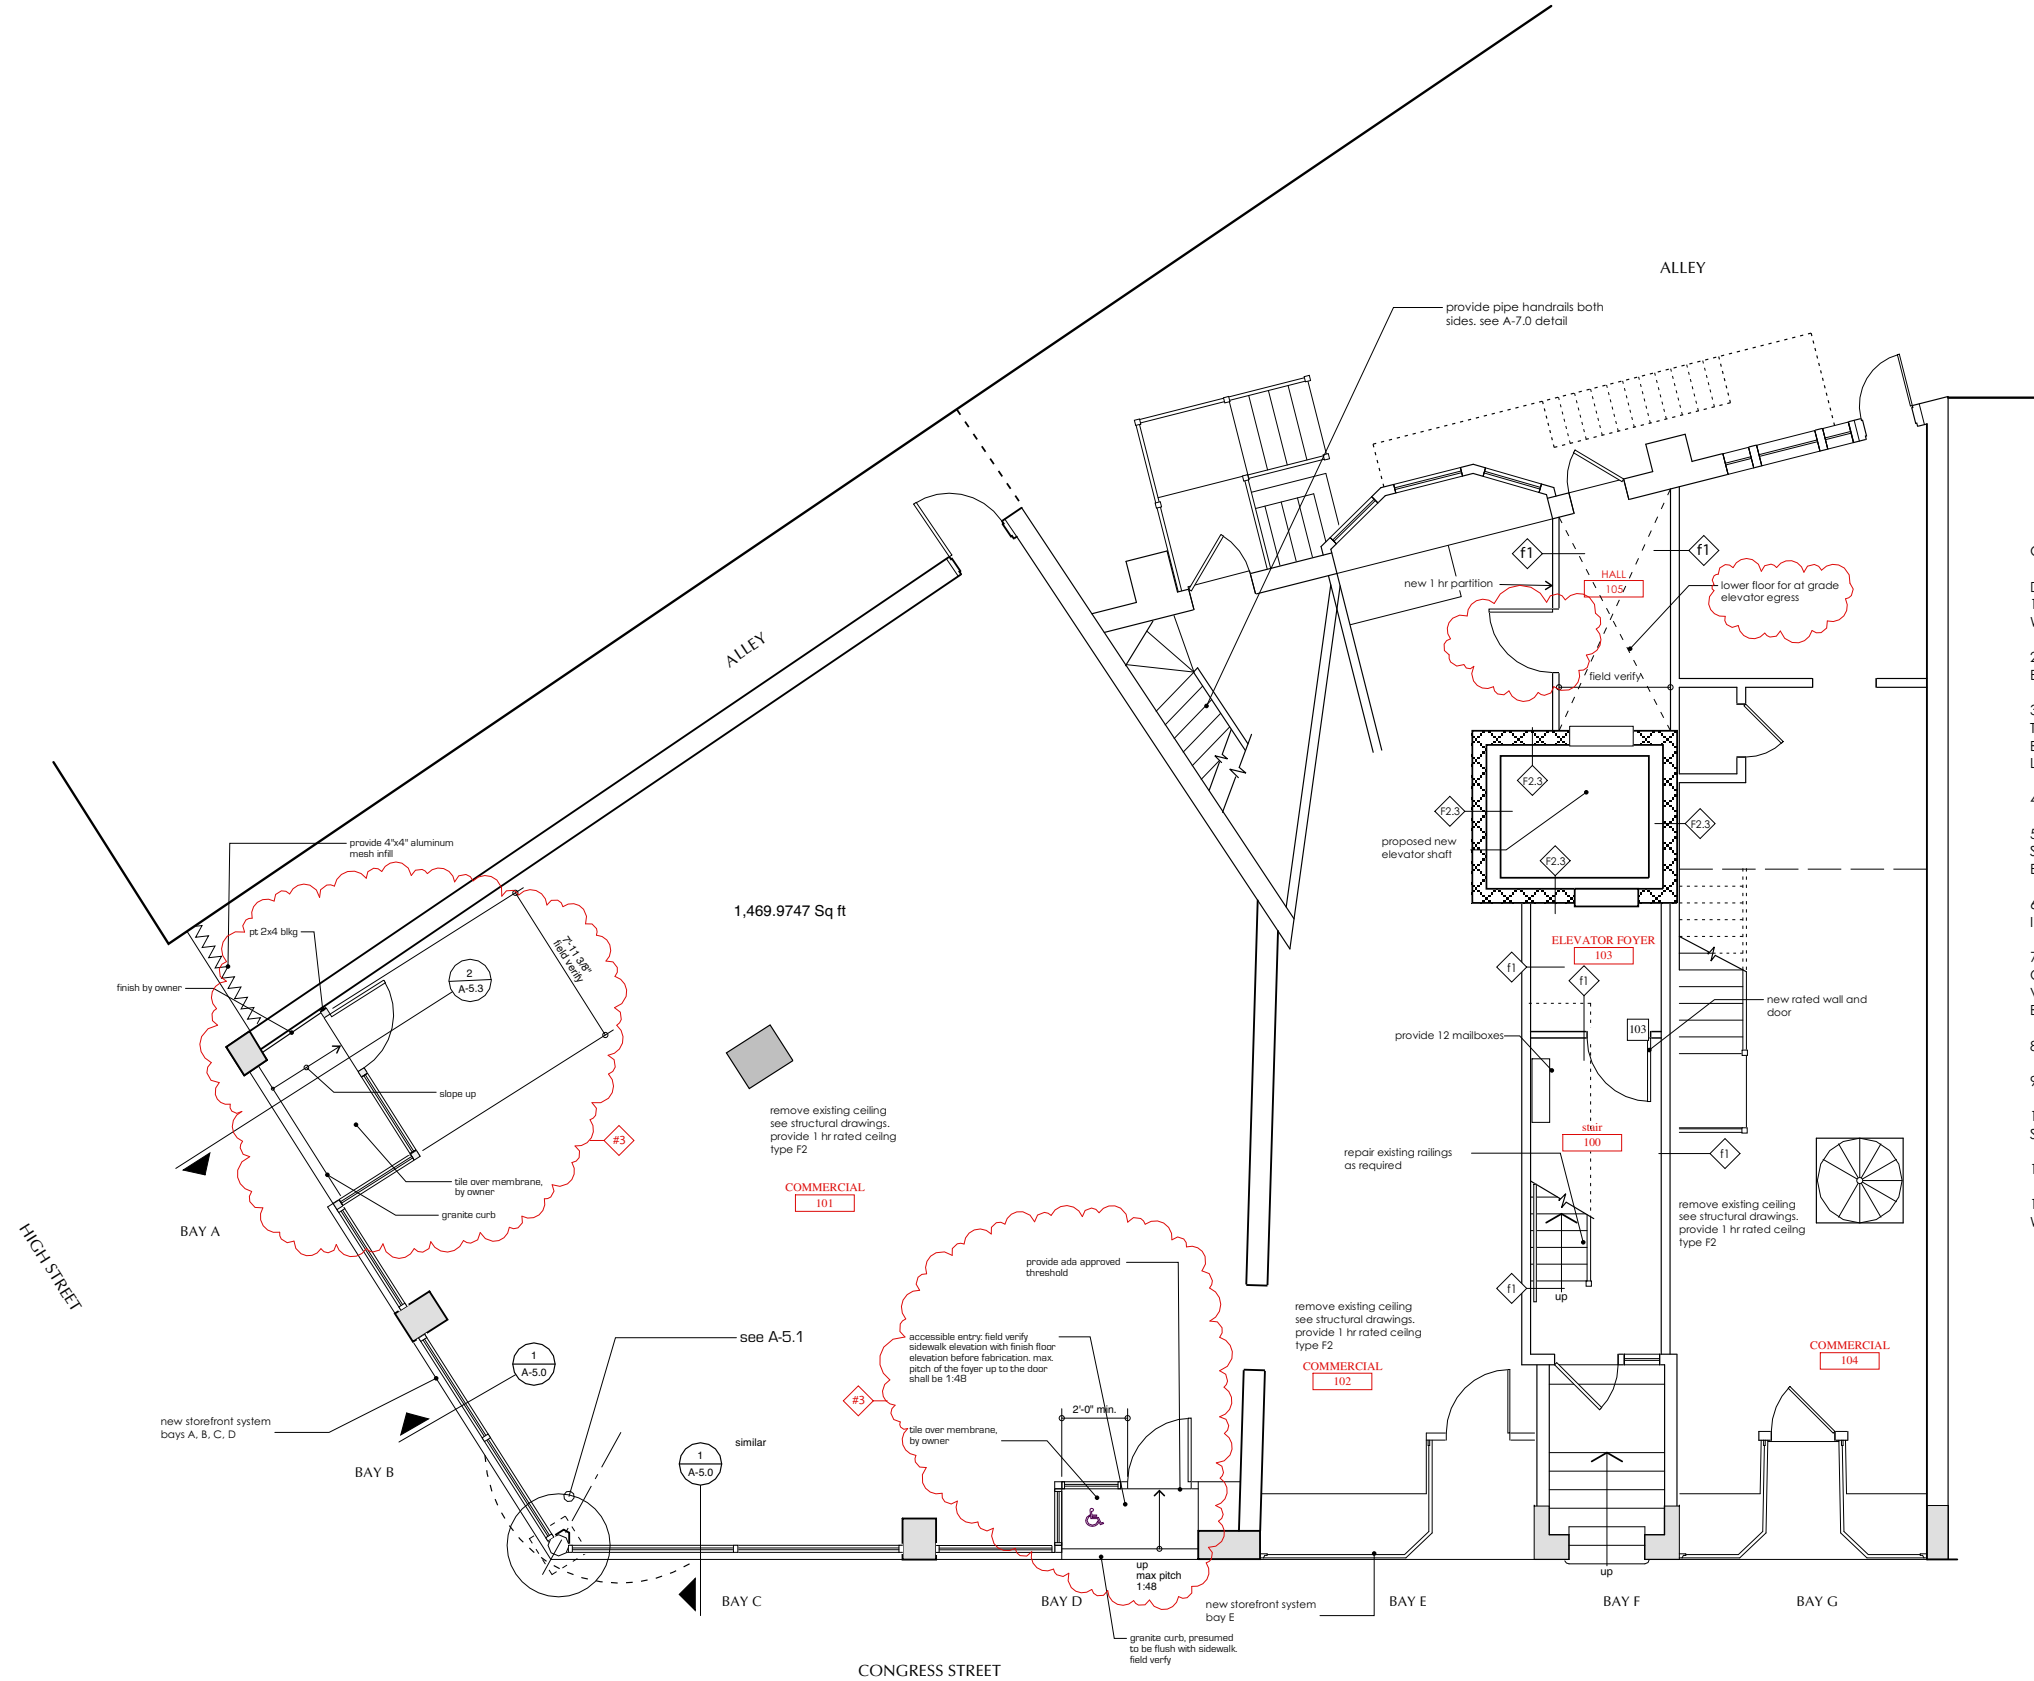 ALLEY
provide pipe handrails both
sides. see A-7.0 detail
f1
f1
HALL
105
new 1 hr partition
lower floor for at grade
elevator egress
field verify
ALLEY
F2.3
F2.3
F2.3
F2.3
proposed new
elevator shaft
provide 4"x4" aluminum
mesh infill
pt 2x4 blkg
finish by owner
2
A-5.3
7'-11 3/8"
field verify
1,469.9747 Sq ft
slope up
#3
tile over membrane,
by owner
granite curb
BAY A
HIGH STREET
remove existing ceiling
see structural drawings.
provide 1 hr rated ceilng
type F2
COMMERCIAL
101
ELEVATOR FOYER
103
f1
f1
provide 12 mailboxes
103
new rated wall and
door
stair
100
repair existing railings
as required
f1
f1
up
remove existing ceiling
see structural drawings.
provide 1 hr rated ceilng
type F2
COMMERCIAL
104
remove existing ceiling
see structural drawings.
provide 1 hr rated ceilng
type F2
COMMERCIAL
102
see A-5.1
1
A-5.0
new storefront system
bays A, B, C, D
BAY B
1
A-5.0
similar
provide ada approved
threshold
accessible entry: field verify
sidewalk elevation with finish floor
elevation before fabrication. max.
pitch of the foyer up to the door
shall be 1:48
#3
2'-0" min.
tile over membrane,
by owner
up
max pitch
1:48
up
BAY C
BAY D
new storefront system
bay E
BAY E
BAY F
BAY G
granite curb, presumed
to be flush with sidewalk.
field verfy
CONGRESS STREET